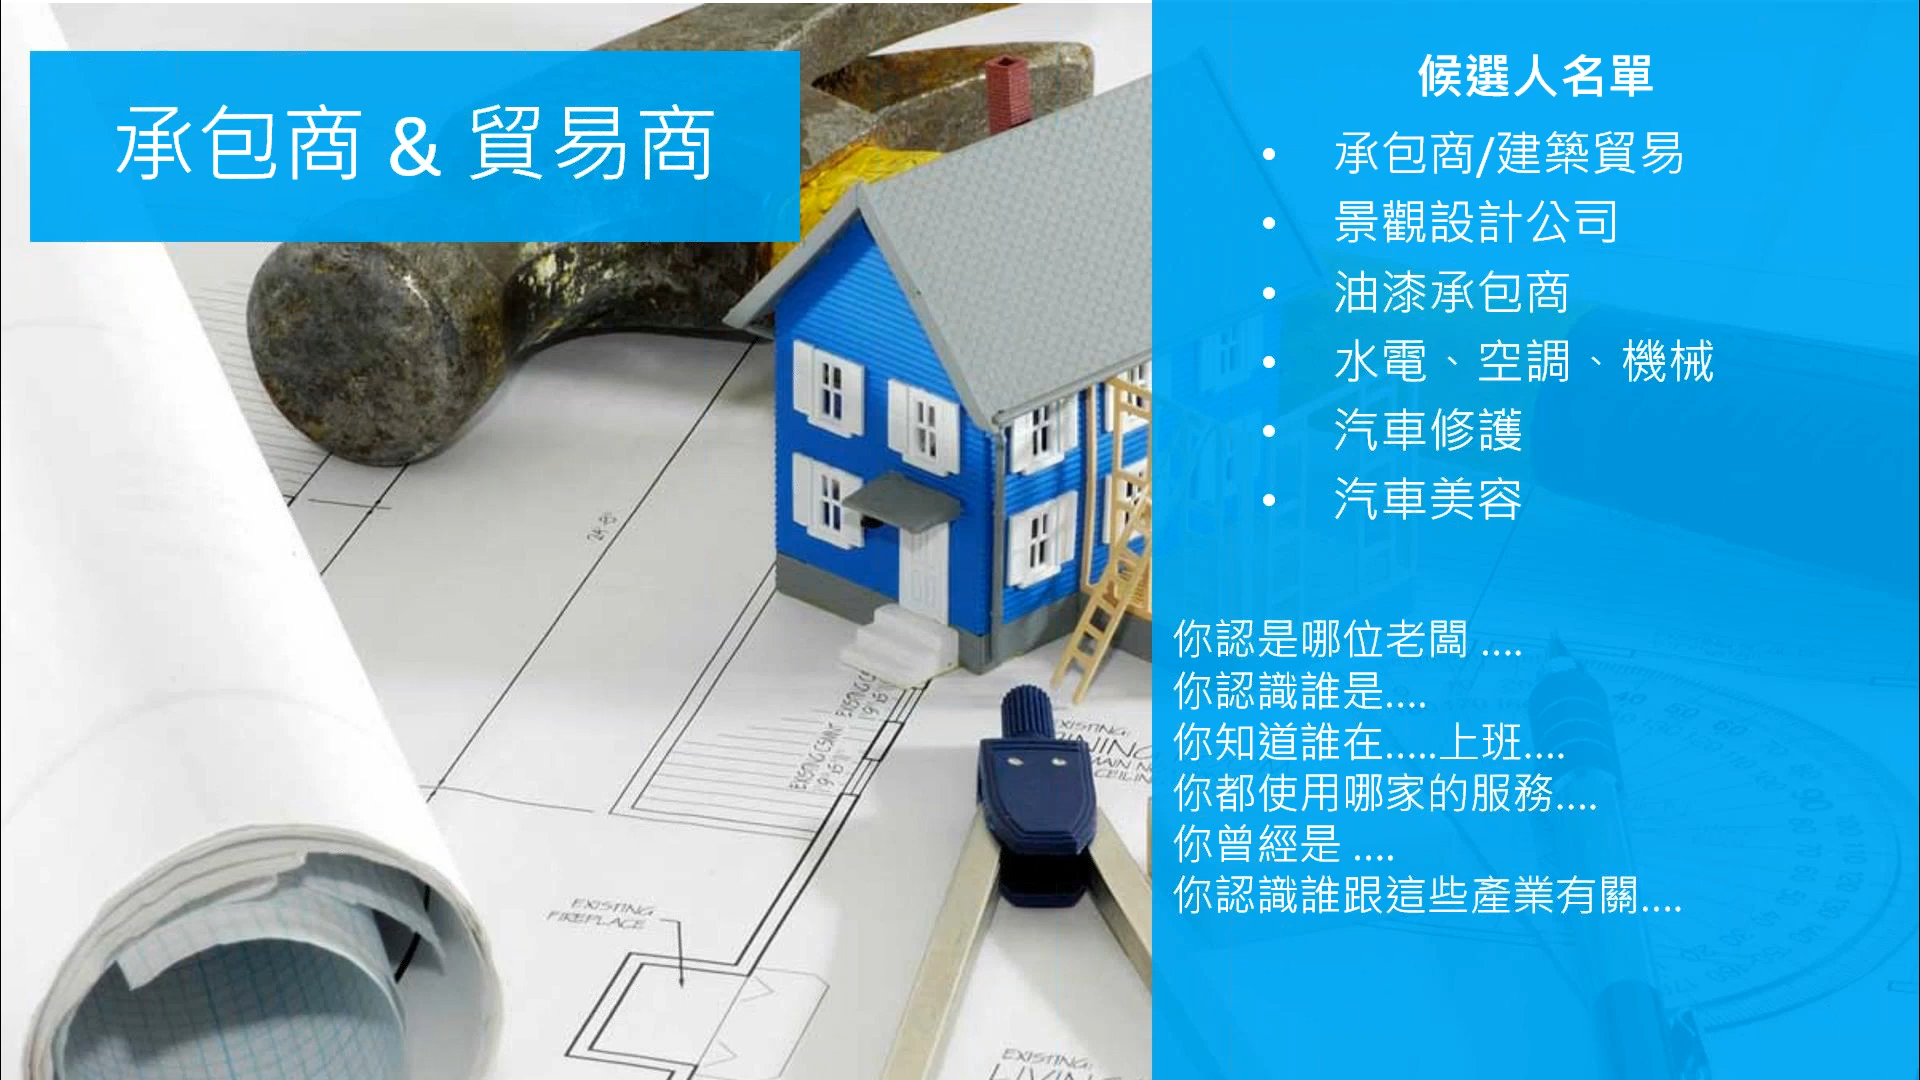 承包商 & 貿易商
候選人名單
• 承包商/建築貿易
• 景觀設計公司
• 油漆承包商
• 水電、空調、機械
• 汽車修護
• 汽車美容
你認是哪位老闆 ....
你認識誰是....
你知道誰在.....上班....
你都使用哪家的服務....
你曾經是 ....
你認識誰跟這些產業有關....
24'-8"
EXISTING
FIREPLACE
EXISTING